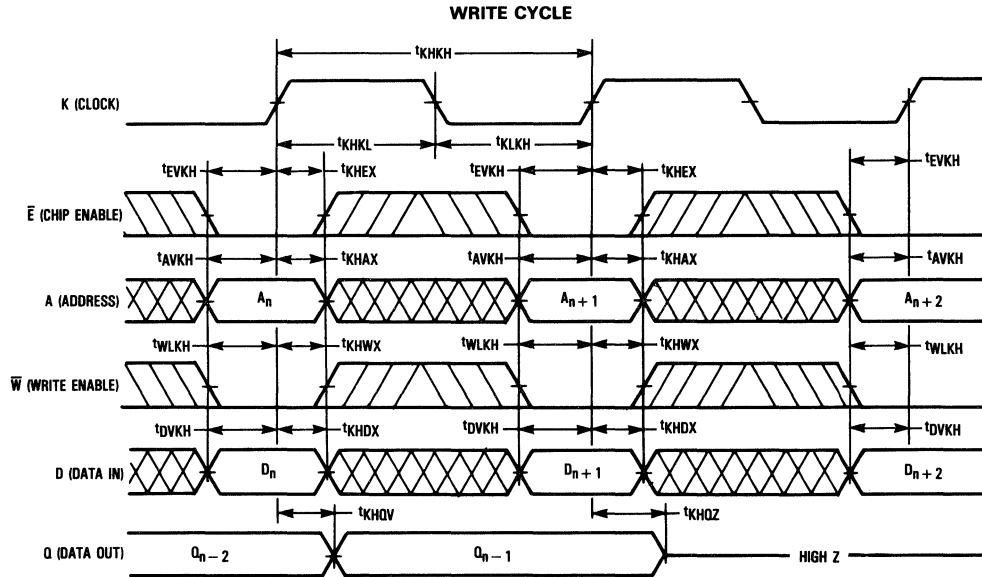 WRITE CYCLE
tKHKH
K (CLOCK)
tKHKL tKLKH
tEVKH tKHEX tEVKH tKHEX tEVKH
E̅ (CHIP ENABLE)
tAVKH tKHAX tAVKH tKHAX tAVKH
A (ADDRESS) An An + 1 An + 2
tWLKH tKHWX tWLKH tKHWX tWLKH
W̅ (WRITE ENABLE)
tDVKH tKHDX tDVKH tKHDX tDVKH
D (DATA IN) Dn Dn + 1 Dn + 2
tKHQV tKHQZ
Q (DATA OUT) Qn − 2 Qn − 1 HIGH Z